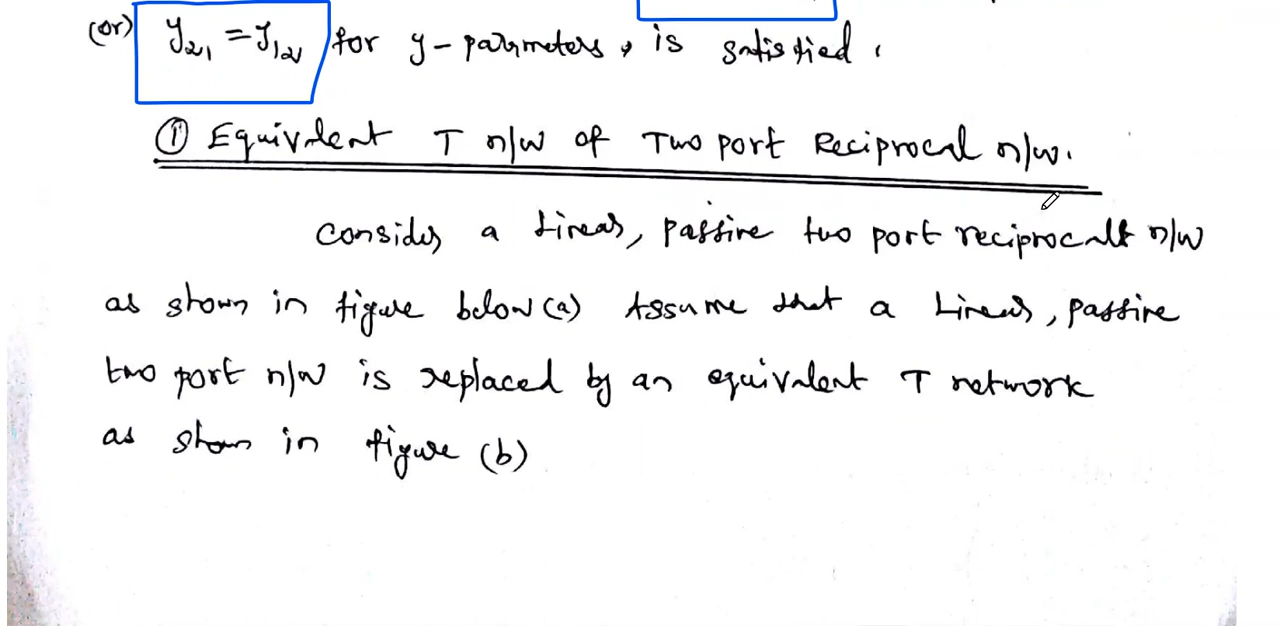 (or) y21 = y12 for y-parameters, is satisfied.
① Equivalent T n/w of Two port Reciprocal n/w.
Consider a linear, passive two port reciprocal n/w
as shown in figure below (a) Assume that a Linear, passive
two port n/w is replaced by an equivalent T network
as shown in figure (b)